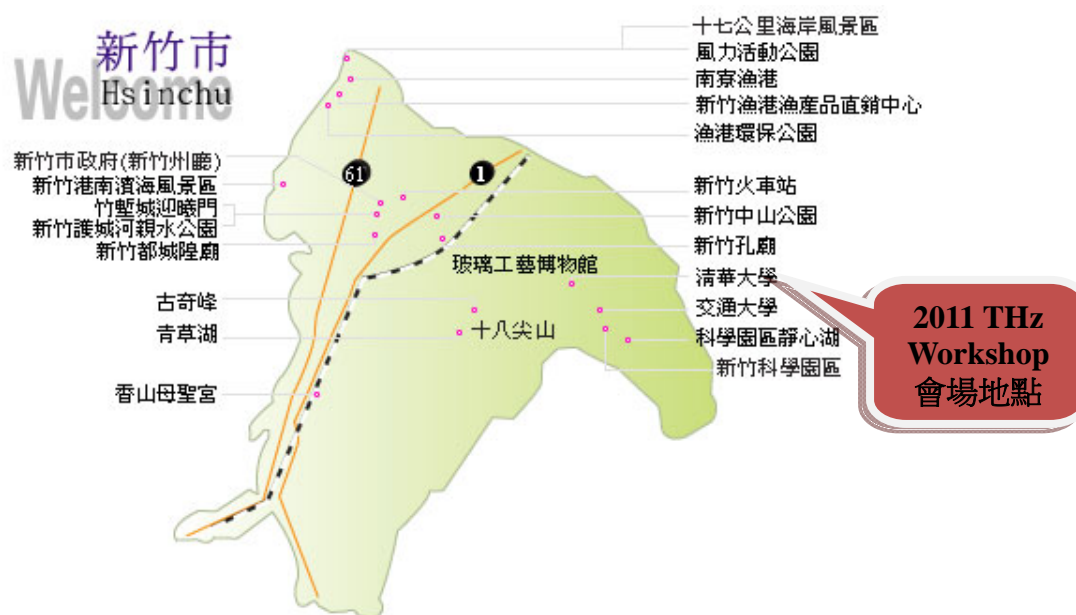 新竹市
Welcome
Hsinchu
十七公里海岸風景區
風力活動公園
南寮漁港
新竹漁港漁產品直銷中心
漁港環保公園
新竹市政府(新竹州廳)
新竹港南濱海風景區
竹塹城迎曦門
新竹護城河親水公園
新竹都城隍廟
61
1
新竹火車站
新竹中山公園
新竹孔廟
玻璃工藝博物館
清華大學
交通大學
科學園區靜心湖
新竹科學園區
古奇峰
青草湖
十八尖山
香山母聖宮
2011 THz
Workshop
會場地點